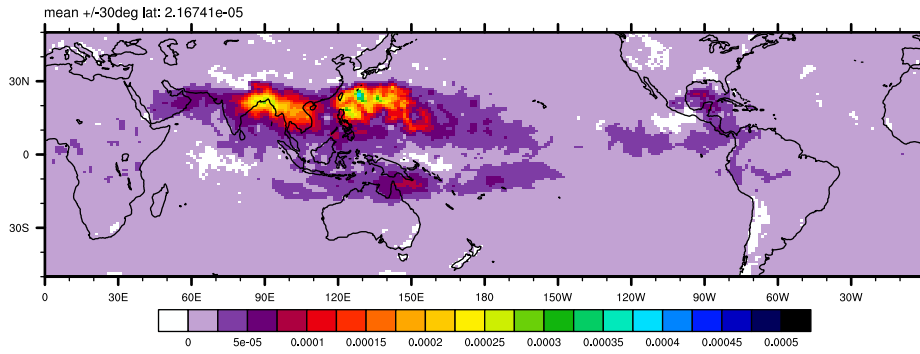 mean +/-30deg lat: 2.16741e-05
30N
0
30S
0 30E 60E 90E 120E 150E 180 150W 120W 90W 60W 30W
0 5e-05 0.0001 0.00015 0.0002 0.00025 0.0003 0.00035 0.0004 0.00045 0.0005